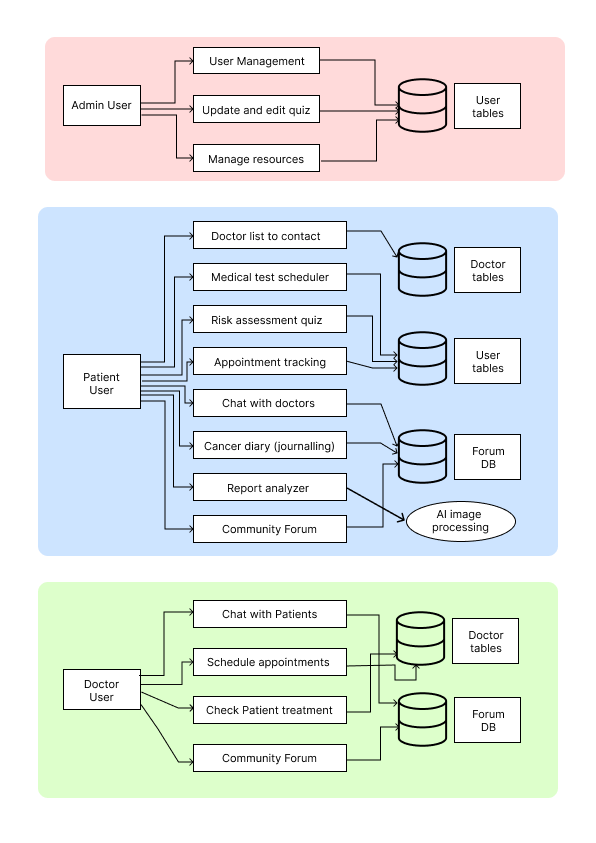 User Management
Admin User
Update and edit quiz
User
tables
Manage resources
Doctor list to contact
Doctor
tables
Medical test scheduler
Risk assessment quiz
Appointment tracking
User
tables
Patient
User
Chat with doctors
Cancer diary (journalling)
Forum
DB
Report analyzer
AI image
processing
Community Forum
Chat with Patients
Doctor
tables
Schedule appointments
Doctor
User
Check Patient treatment
Forum
DB
Community Forum